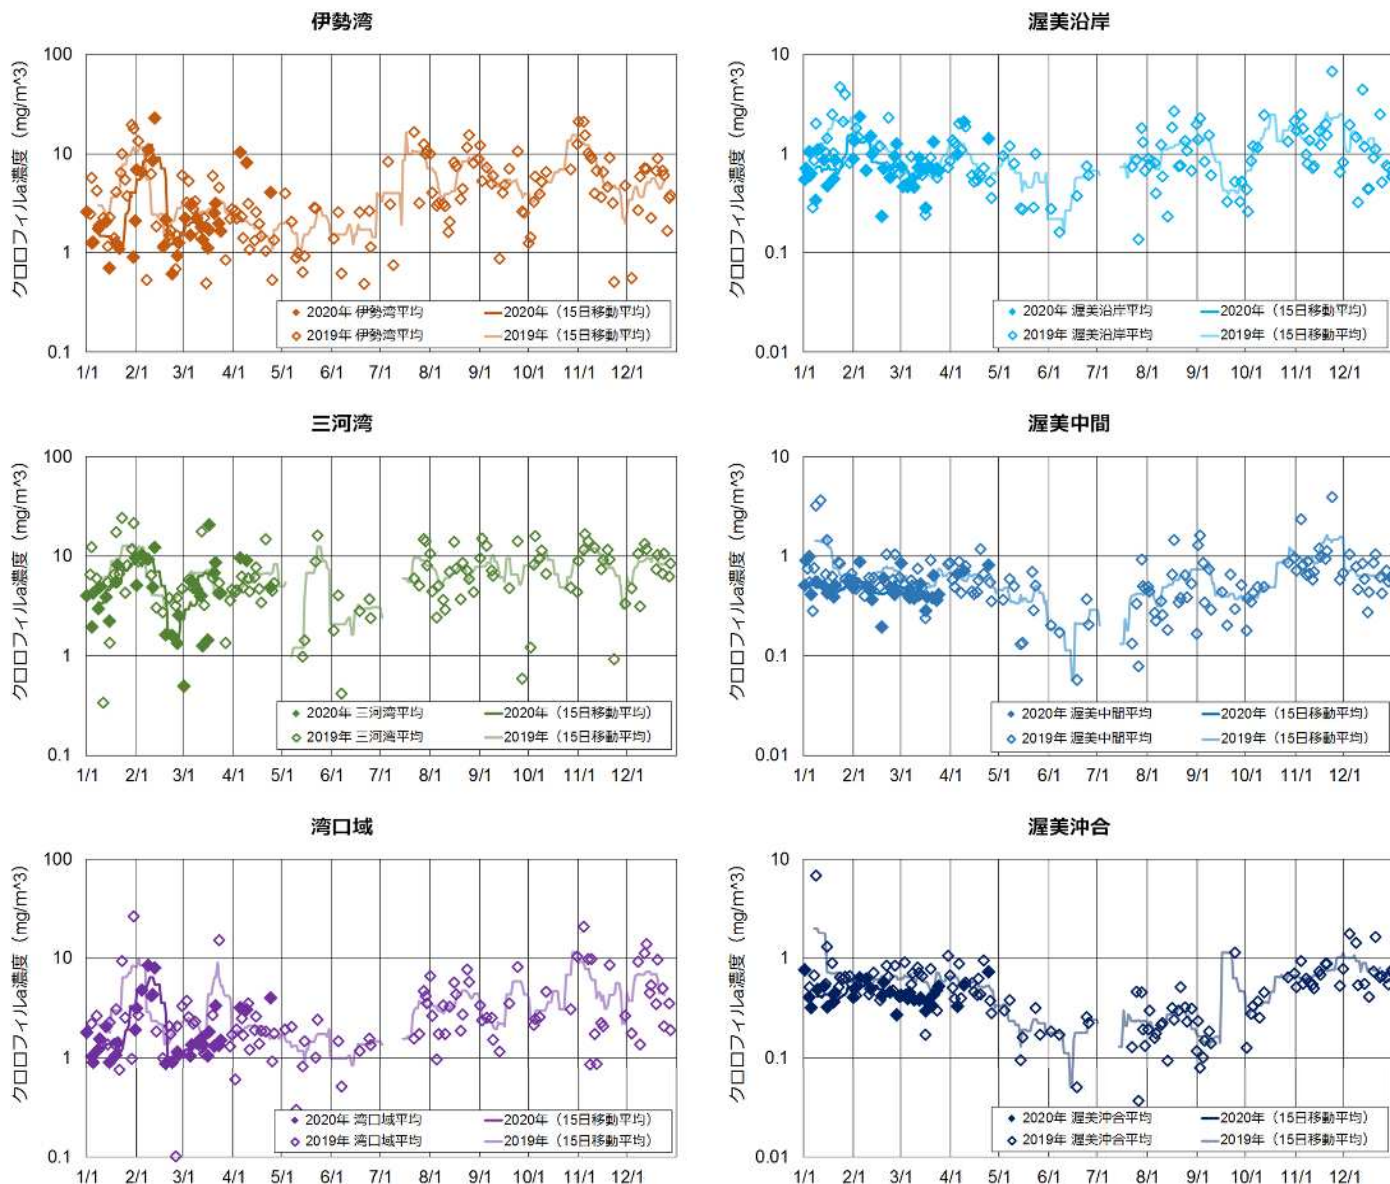 伊勢湾
クロロフィルa濃度（mg/m^3）
100
10
1
0.1
1/1 2/1 3/1 4/1 5/1 6/1 7/1 8/1 9/1 10/1 11/1 12/1
2020年 伊勢湾平均 2020年（15日移動平均）
2019年 伊勢湾平均 2019年（15日移動平均）
渥美沿岸
クロロフィルa濃度（mg/m^3）
10
1
0.1
0.01
1/1 2/1 3/1 4/1 5/1 6/1 7/1 8/1 9/1 10/1 11/1 12/1
2020年 渥美沿岸平均 2020年（15日移動平均）
2019年 渥美沿岸平均 2019年（15日移動平均）
三河湾
クロロフィルa濃度（mg/m^3）
100
10
1
0.1
1/1 2/1 3/1 4/1 5/1 6/1 7/1 8/1 9/1 10/1 11/1 12/1
2020年 三河湾平均 2020年（15日移動平均）
2019年 三河湾平均 2019年（15日移動平均）
渥美中間
クロロフィルa濃度（mg/m^3）
10
1
0.1
0.01
1/1 2/1 3/1 4/1 5/1 6/1 7/1 8/1 9/1 10/1 11/1 12/1
2020年 渥美中間平均 2020年（15日移動平均）
2019年 渥美中間平均 2019年（15日移動平均）
湾口域
クロロフィルa濃度（mg/m^3）
100
10
1
0.1
1/1 2/1 3/1 4/1 5/1 6/1 7/1 8/1 9/1 10/1 11/1 12/1
2020年 湾口域平均 2020年（15日移動平均）
2019年 湾口域平均 2019年（15日移動平均）
渥美沖合
クロロフィルa濃度（mg/m^3）
10
1
0.1
0.01
1/1 2/1 3/1 4/1 5/1 6/1 7/1 8/1 9/1 10/1 11/1 12/1
2020年 渥美沖合平均 2020年（15日移動平均）
2019年 渥美沖合平均 2019年（15日移動平均）